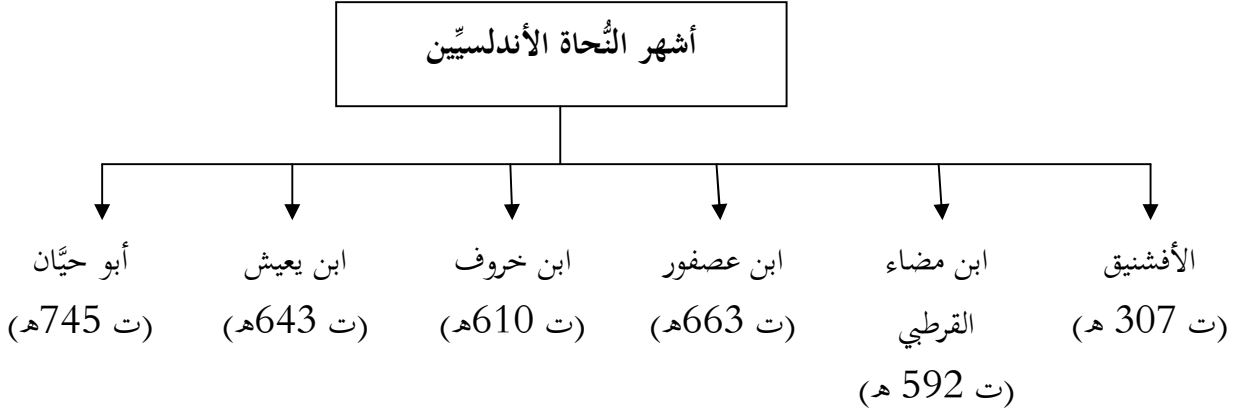 أشهر النُّحاة الأندلسيِّين
الأفشنيق
(ت 307 هـ)
ابن مضاء
القرطبي
(ت 592 هـ)
ابن عصفور
(ت 663هـ)
ابن خروف
(ت 610هـ)
ابن يعيش
(ت 643هـ)
أبو حيَّان
(ت 745هـ)